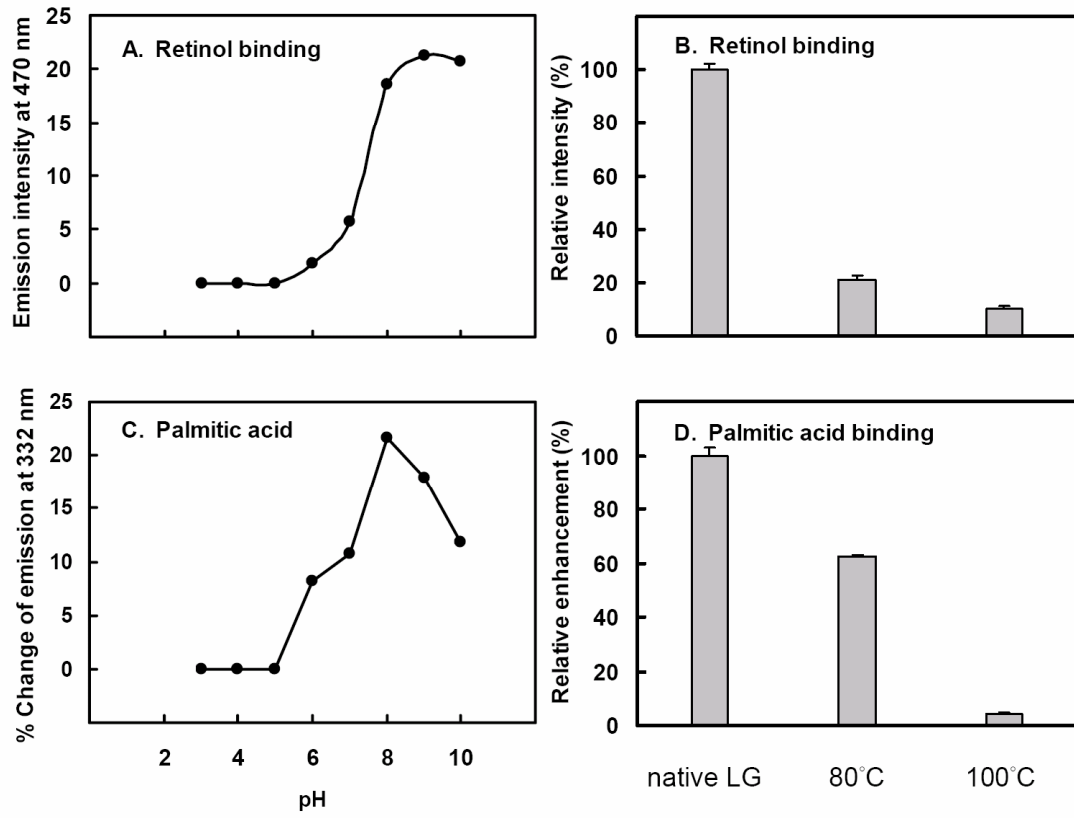 A. Retinol binding
Emission intensity at 470 nm
25
20
15
10
5
0
B. Retinol binding
Relative intensity (%)
100
80
60
40
20
0
C. Palmitic acid
% Change of emission at 332 nm
25
20
15
10
5
0
2 4 6 8 10
pH
D. Palmitic acid binding
Relative enhancement (%)
100
80
60
40
20
0
native LG 80°C 100°C